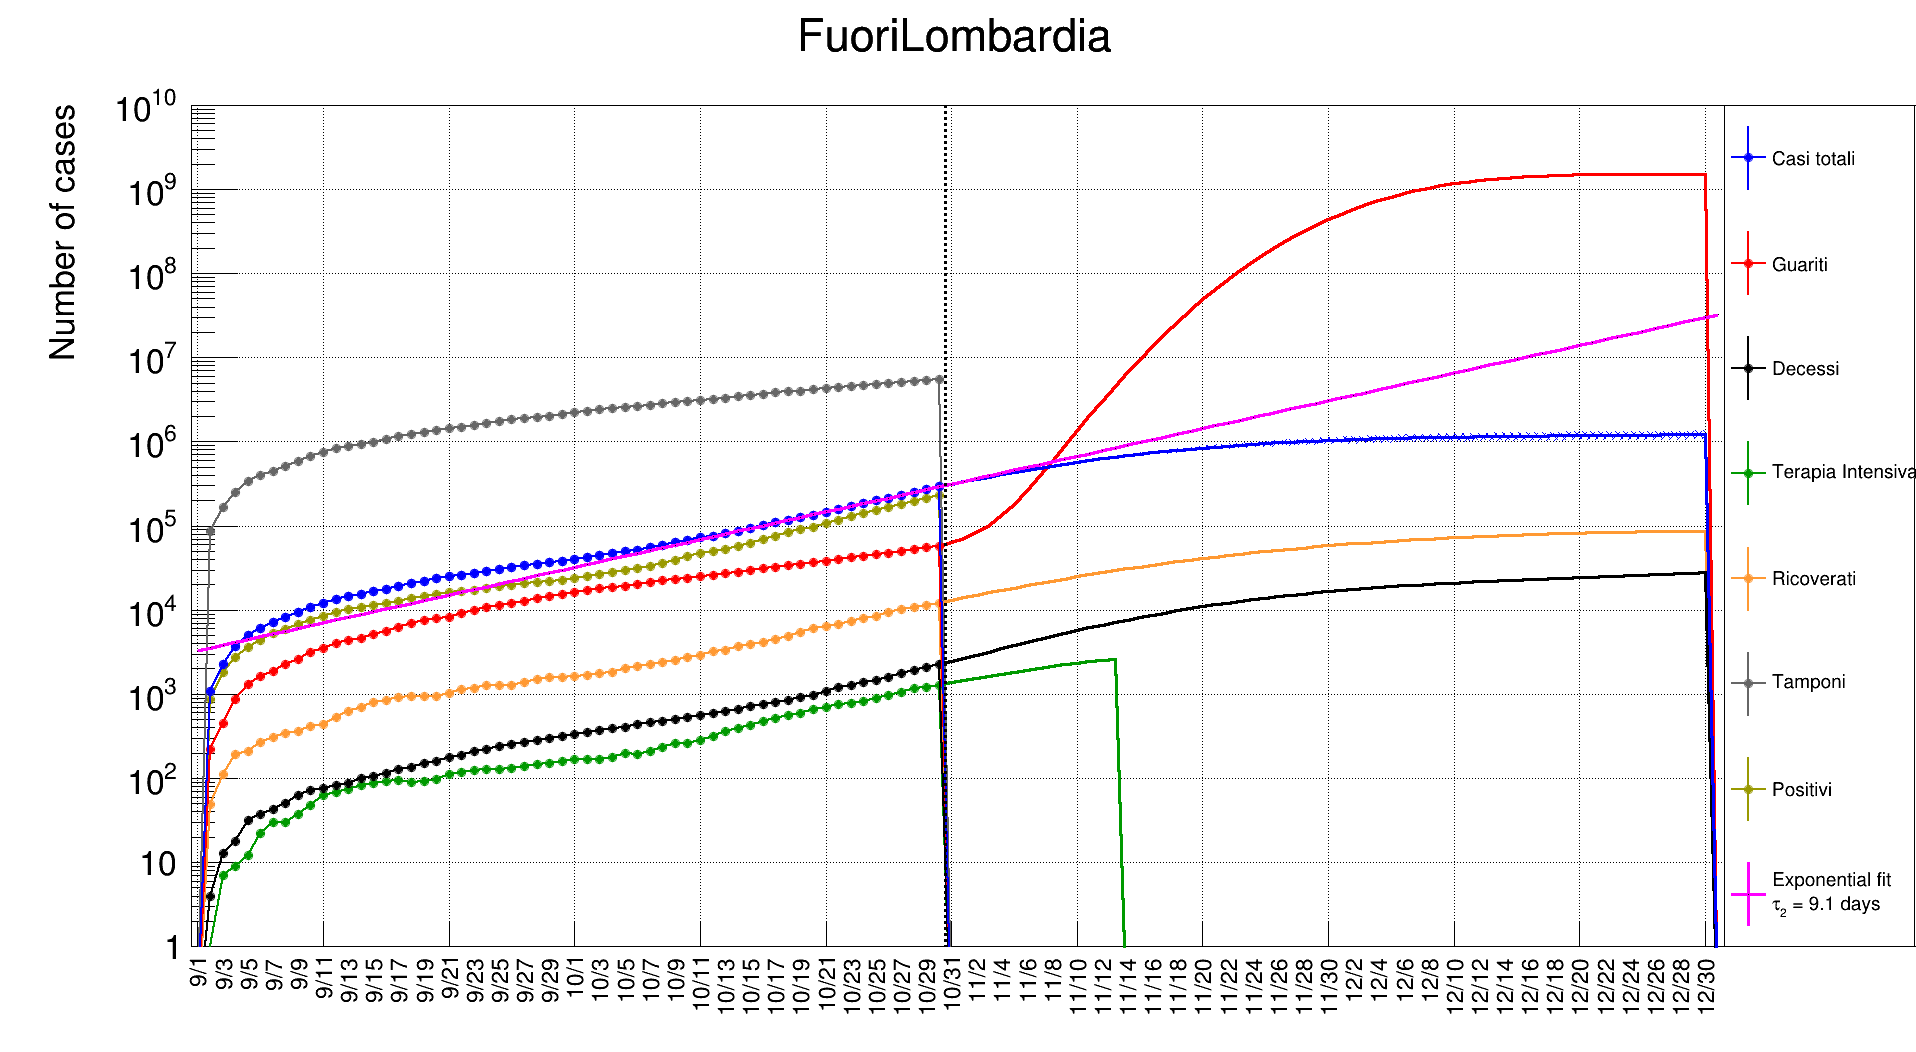 FuoriLombardia
Number of cases
10^10
10^9
10^8
10^7
10^6
10^5
10^4
10^3
10^2
10
1
9/1 9/3 9/5 9/7 9/9 9/11 9/13 9/15 9/17 9/19 9/21 9/23 9/25 9/27 9/29 10/1 10/3 10/5 10/7 10/9 10/11 10/13 10/15 10/17 10/19 10/21 10/23 10/25 10/27 10/29 10/31 11/2 11/4 11/6 11/8 11/10 11/12 11/14 11/16 11/18 11/20 11/22 11/24 11/26 11/28 11/30 12/2 12/4 12/6 12/8 12/10 12/12 12/14 12/16 12/18 12/20 12/22 12/24 12/26 12/28 12/30
Casi totali
Guariti
Decessi
Terapia Intensiva
Ricoverati
Tamponi
Positivi
Exponential fit
τ₂ = 9.1 days